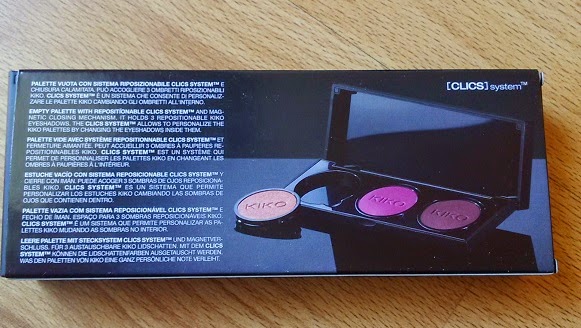 [CLICS]system™
PALETTE VUOTA CON SISTEMA RIPOSIZIONABILE CLICS SYSTEM™ E
CHIUSURA CALAMITATA. PUÒ ACCOGLIERE 3 OMBRETTI RIPOSIZIONABILI
KIKO. CLICS SYSTEM™ È UN SISTEMA CHE CONSENTE DI PERSONALIZ-
ZARE LE PALETTE KIKO CAMBIANDO GLI OMBRETTI ALL'INTERNO.
EMPTY PALETTE WITH REPOSITIONABLE CLICS SYSTEM™ AND MAG-
NETIC CLOSING MECHANISM, IT HOLDS 3 REPOSITIONABLE KIKO
EYESHADOWS. THE CLICS SYSTEM™ ALLOWS TO PERSONALIZE THE
KIKO PALETTES BY CHANGING THE EYESHADOWS INSIDE THEM.
PALETTE VIDE AVEC SYSTÈME REPOSITIONNABLE CLICS SYSTEM™ ET
FERMETURE AIMANTÉE. PEUT ACCUEILLIR 3 OMBRES À PAUPIÈRES RE-
POSITIONNABLES KIKO. CLICS SYSTEM™ EST UN SYSTÈME QUI
PERMET DE PERSONNALISER LES PALETTES KIKO EN CHANGEANT LES
OMBRES À PAUPIÈRES À L'INTÉRIEUR.
ESTUCHE VACÍO CON SISTEMA REPOSICIONABLE CLICS SYSTEM™ Y
CIERRE CON IMÁN. PUEDE ACOGER 3 SOMBRAS DE OJOS REPOSICIONA-
BLES KIKO. CLICS SYSTEM™ ES UN SISTEMA QUE PERMITE
PERSONALIZAR LOS ESTUCHES KIKO CAMBIANDO LAS SOMBRAS DE
OJOS QUE CONTIENEN DENTRO.
PALETTE VAZIA COM SISTEMA REPOSICIONÁVEL CLICS SYSTEM™ E
FECHO DE IMAN. ESPAÇO PARA 3 SOMBRAS REPOSICIONÁVEIS KIKO.
CLICS SYSTEM™ É UM SISTEMA QUE PERMITE PERSONALIZAR AS PA-
LETTES KIKO MUDANDO AS SOMBRAS NO INTERIOR.
LEERE PALETTE MIT STECKSYSTEM CLICS SYSTEM™ UND MAGNETVER-
SCHLUSS. FÜR 3 AUSTAUSCHBARE KIKO LIDSCHATTEN. MIT DEM CLICS
SYSTEM™ KÖNNEN DIE LIDSCHATTENFARBEN AUSGETAUSCHT WERDEN,
WAS DEN PALETTEN VON KIKO EINE GANZ PERSÖNLICHE NOTE VERLEIHT.
KIKO
KIKO
KIKO